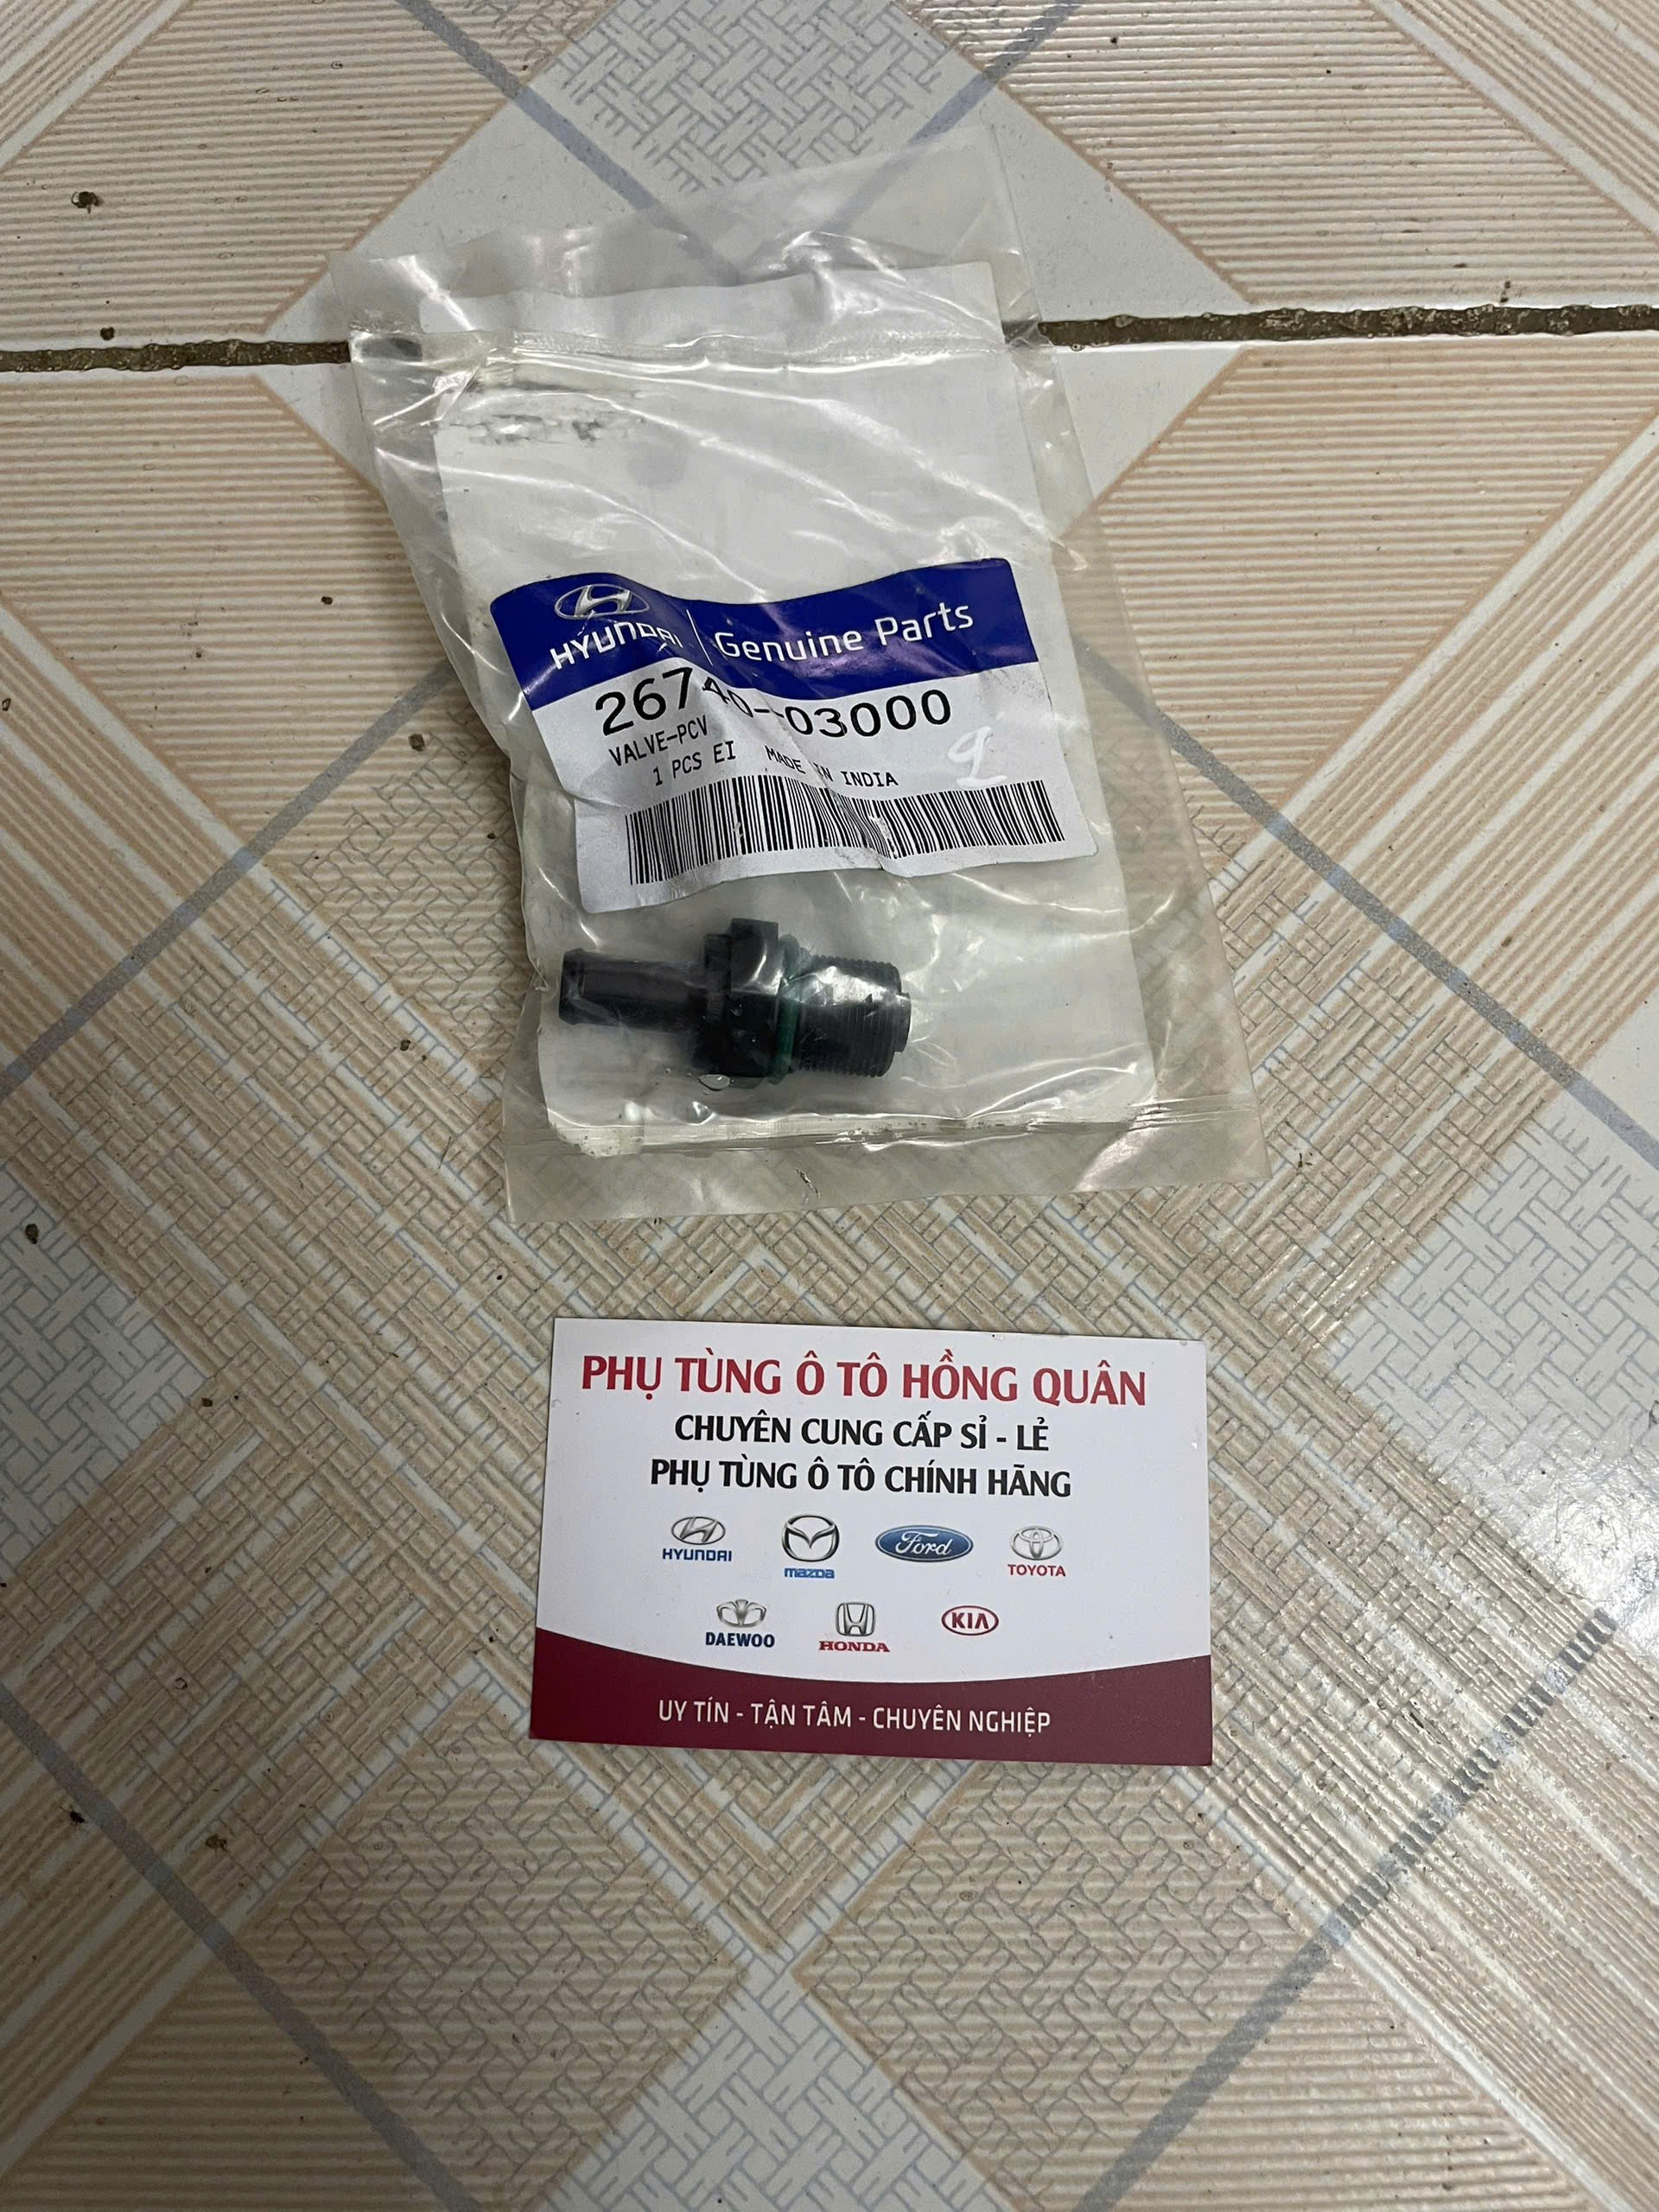 HYUNDAI | Genuine Parts
26740-03000
VALVE-PCV
1 PCS EI MADE IN INDIA
PHỤ TÙNG Ô TÔ HỒNG QUÂN
CHUYÊN CUNG CẤP SỈ - LẺ
PHỤ TÙNG Ô TÔ CHÍNH HÃNG
HYUNDAI mazda Ford TOYOTA
DAEWOO HONDA KIA
UY TÍN - TẬN TÂM - CHUYÊN NGHIỆP